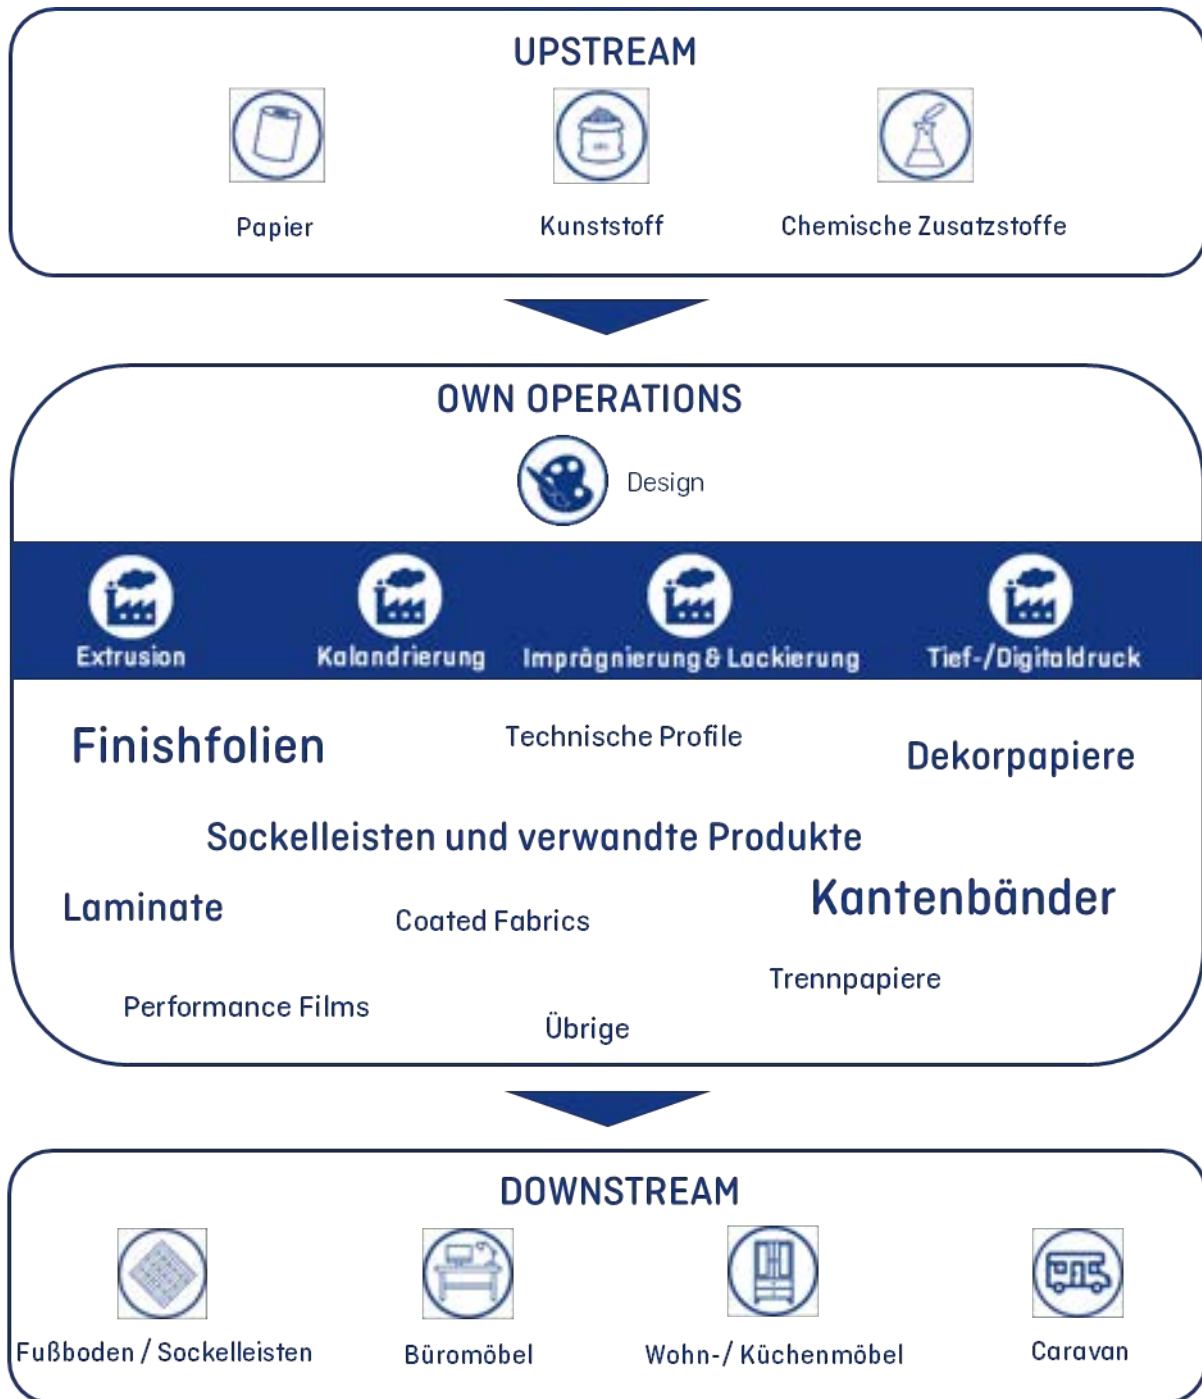 UPSTREAM
Papier
Kunststoff
Chemische Zusatzstoffe
OWN OPERATIONS
Design
Extrusion
Kalandrierung
Imprägnierung & Lackierung
Tief-/Digitaldruck
Finishfolien
Technische Profile
Dekorpapiere
Sockelleisten und verwandte Produkte
Laminate
Coated Fabrics
Kantenbänder
Trennpapiere
Performance Films
Übrige
DOWNSTREAM
Fußboden / Sockelleisten
Büromöbel
Wohn-/ Küchenmöbel
Caravan